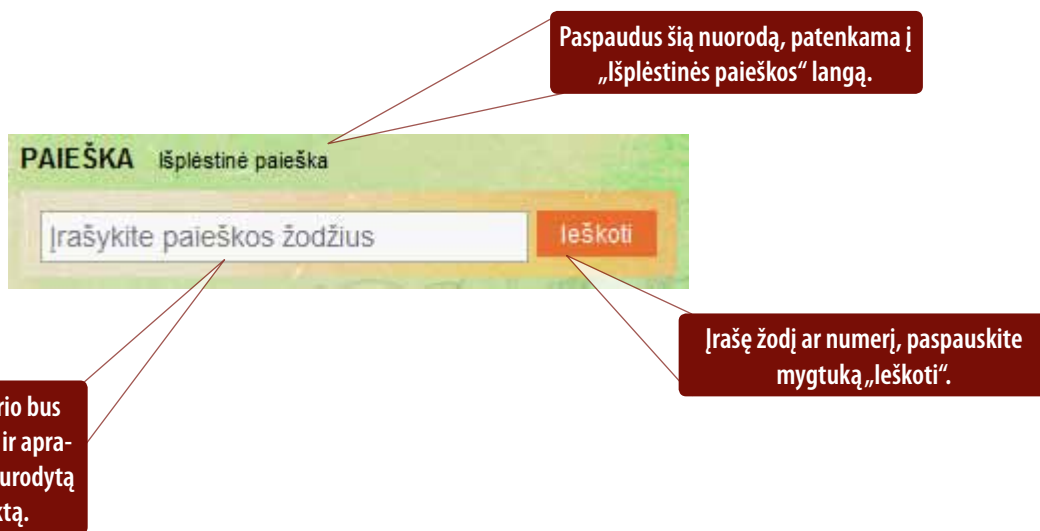 Paspaudus šią nuorodą, patenkama į
„Išplėstinės paieškos“ langą.
PAIEŠKA Išplėstinė paieška
Įrašykite paieškos žodžius
Ieškoti
Įrašę žodį ar numerį, paspauskite
mygtuką „Ieškoti“.
rio bus
ir apra-
urodytą
ktą.